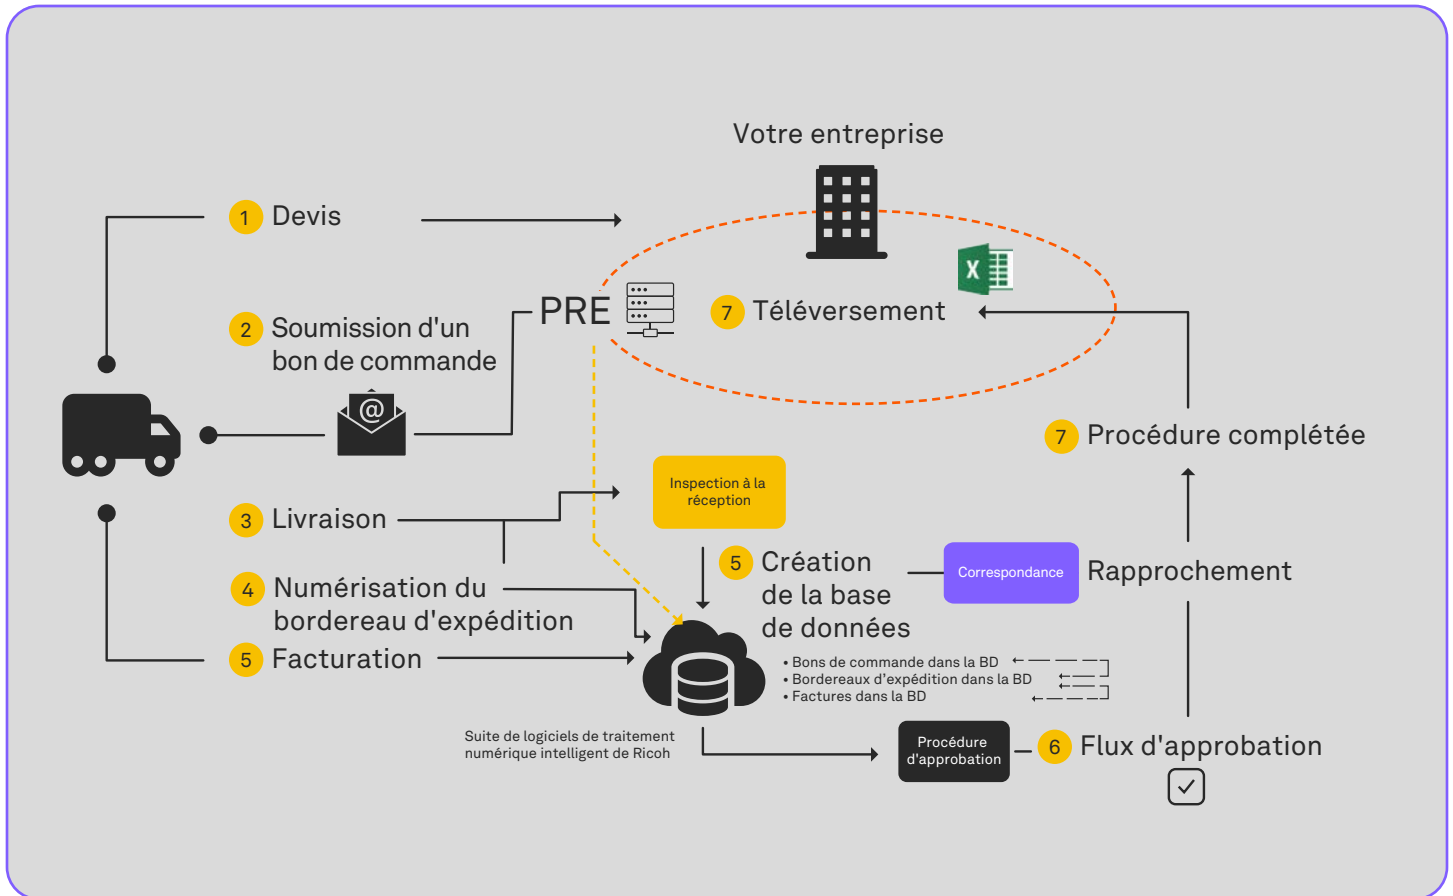 Votre entreprise
1 Devis
X
PRE
7 Téléversement
2 Soumission d'un
bon de commande
@
7 Procédure complétée
Inspection à la
réception
3 Livraison
5 Création
de la base
de données
Correspondance
Rapprochement
4 Numérisation du
bordereau d'expédition
5 Facturation
• Bons de commande dans la BD
• Bordereaux d'expédition dans la BD
• Factures dans la BD
Suite de logiciels de traitement
numérique intelligent de Ricoh
Procédure
d'approbation
6 Flux d'approbation